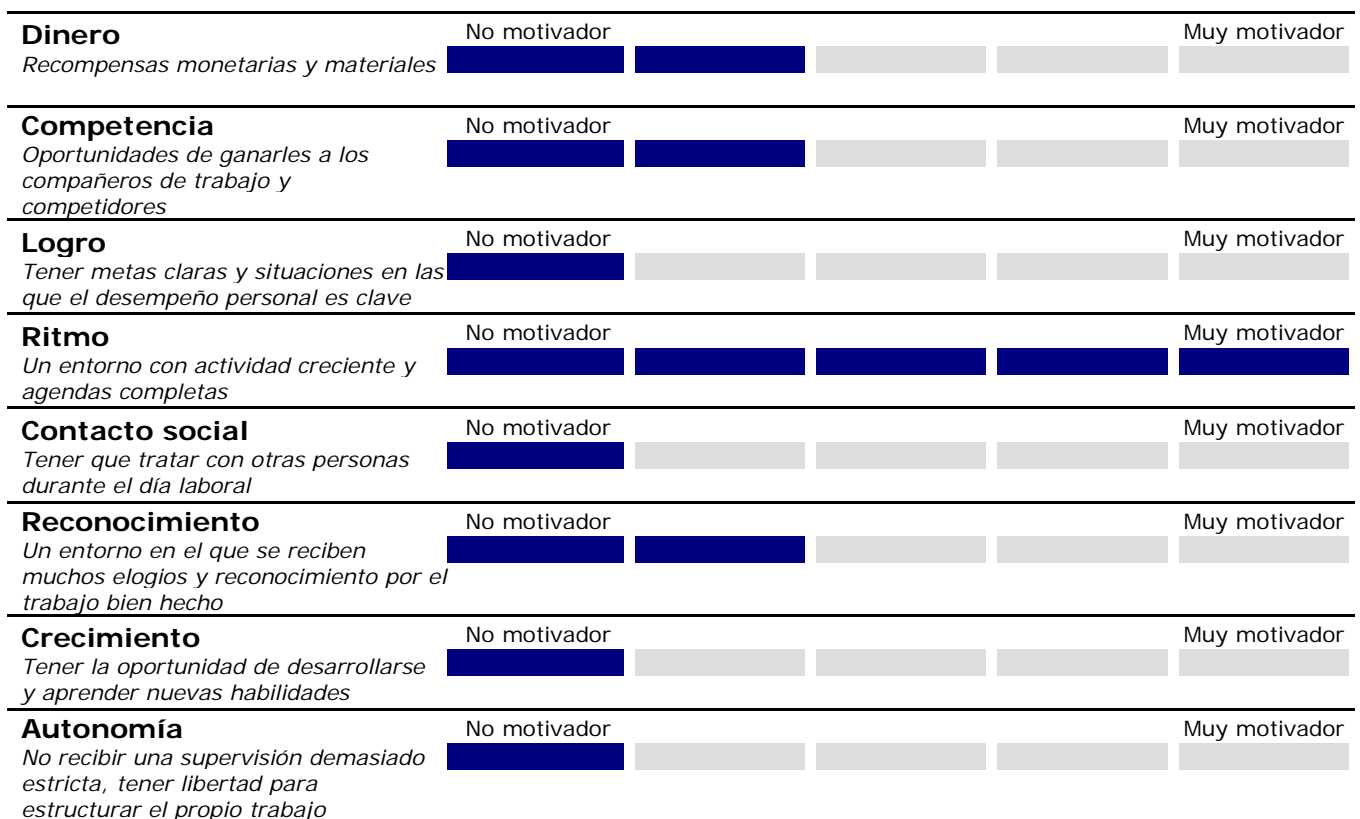 Dinero
No motivador Muy motivador
Recompensas monetarias y materiales
Competencia
No motivador Muy motivador
Oportunidades de ganarles a los
compañeros de trabajo y
competidores
Logro
No motivador Muy motivador
Tener metas claras y situaciones en las
que el desempeño personal es clave
Ritmo
No motivador Muy motivador
Un entorno con actividad creciente y
agendas completas
Contacto social
No motivador Muy motivador
Tener que tratar con otras personas
durante el día laboral
Reconocimiento
No motivador Muy motivador
Un entorno en el que se reciben
muchos elogios y reconocimiento por el
trabajo bien hecho
Crecimiento
No motivador Muy motivador
Tener la oportunidad de desarrollarse
y aprender nuevas habilidades
Autonomía
No motivador Muy motivador
No recibir una supervisión demasiado
estricta, tener libertad para
estructurar el propio trabajo